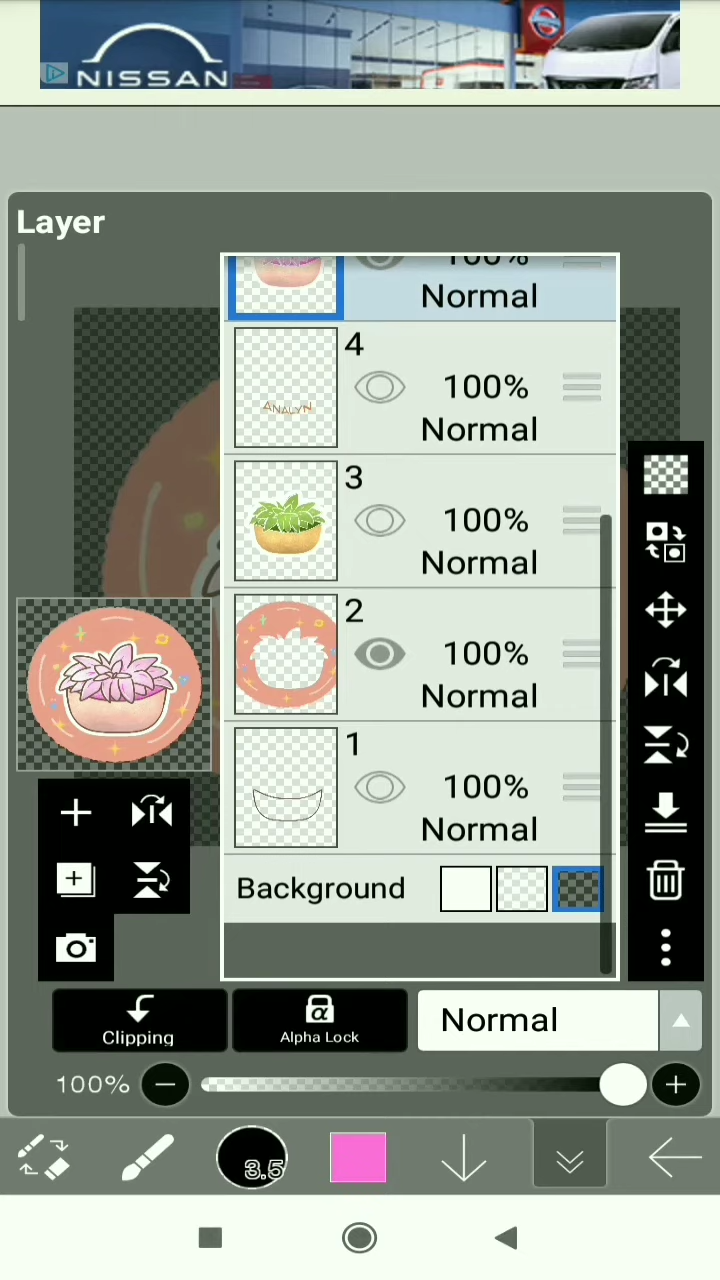 NISSAN
Layer
100%
Normal
4
ANALYN
100%
Normal
3
100%
Normal
2
100%
Normal
1
100%
Normal
Background
Clipping
α
Alpha Lock
Normal
100%
3.5